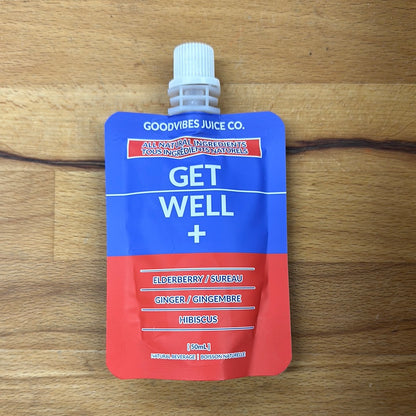 GOODVIBES JUICE CO.
ALL NATURAL INGREDIENTS
TOUS INGRÉDIENTS NATURELS
GET
WELL
+
ELDERBERRY / SUREAU
GINGER / GINGEMBRE
HIBISCUS
[50mL]
NATURAL BEVERAGE | BOISSON NATURELLE